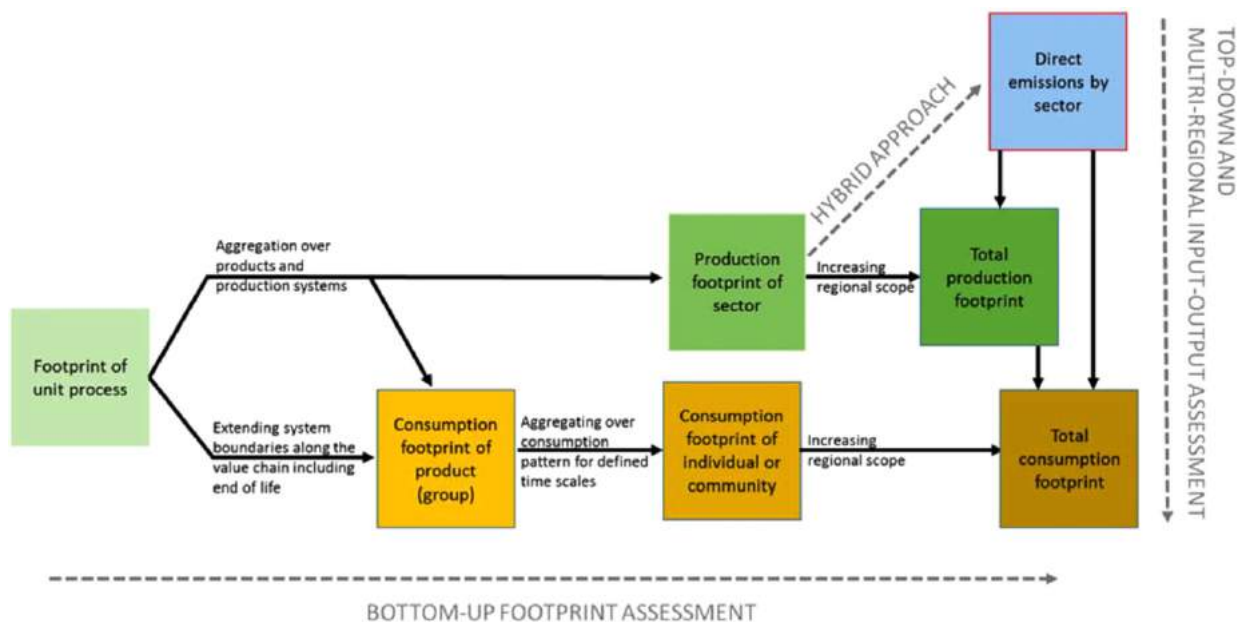 Direct
emissions by
sector
TOP-DOWN AND
MULTRI-REGIONAL INPUT-OUTPUT ASSESSMENT
HYBRID APPROACH
Aggregation over
products and
production systems
Production
footprint of
sector
Increasing
regional scope
Total
production
footprint
Footprint of
unit process
Extending system
boundaries along the
value chain including
end of life
Consumption
footprint of
product
(group)
Aggregating over
consumption
pattern for defined
time scales
Consumption
footprint of
individual or
community
Increasing
regional scope
Total
consumption
footprint
BOTTOM-UP FOOTPRINT ASSESSMENT